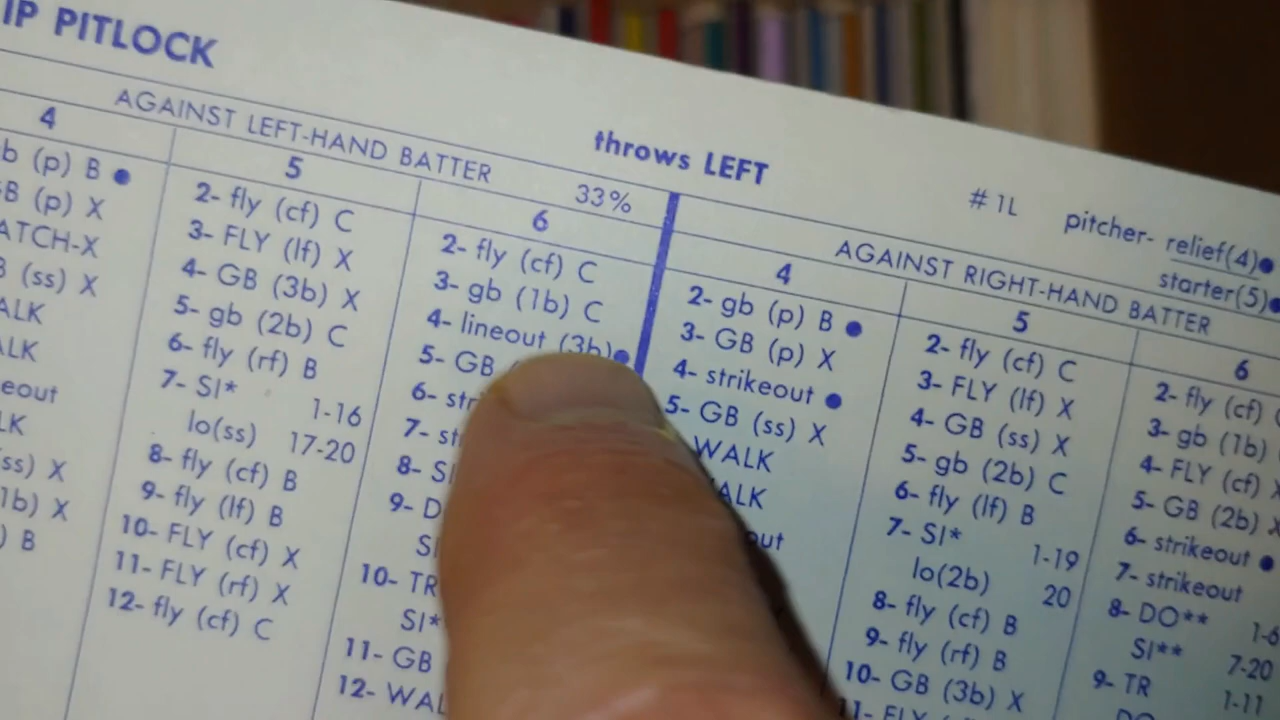 IP PITLOCK
throws LEFT
# 1L
pitcher- relief(4)●
starter(5)●
AGAINST LEFT-HAND BATTER 33%
4
b (p) B ●
B (p) X
ATCH-X
(ss) X
ALK
ALK
eout
LK
ss) X
1b) X
) B
5
2- fly (cf) C
3- FLY (lf) X
4- GB (3b) X
5- gb (2b) C
6- fly (rf) B
7- SI* 1-16
lo(ss) 17-20
8- fly (cf) B
9- fly (lf) B
10- FLY (cf) X
11- FLY (rf) X
12- fly (cf) C
6
2- fly (cf) C
3- gb (1b) C
4- lineout (3b)●
5- GB (
6- str
7- st
8- S
9- D
S
10- TR
SI*
11- GB
12- WAL
AGAINST RIGHT-HAND BATTER
4
2- gb (p) B ●
3- GB (p) X
4- strikeout ●
5- GB (ss) X
WALK
ALK
out
5
2- fly (cf) C
3- FLY (lf) X
4- GB (ss) X
5- gb (2b) C
6- fly (lf) B
7- SI* 1-19
lo(2b) 20
8- fly (cf) B
9- fly (rf) B
10- GB (3b) X
11- FLY
6
2- fly (cf)
3- gb (1b)
4- FLY (cf) X
5- GB (2b) X
6- strikeout ●
7- strikeout
8- DO** 1-6
SI** 7-20
9- TR 1-11
DO